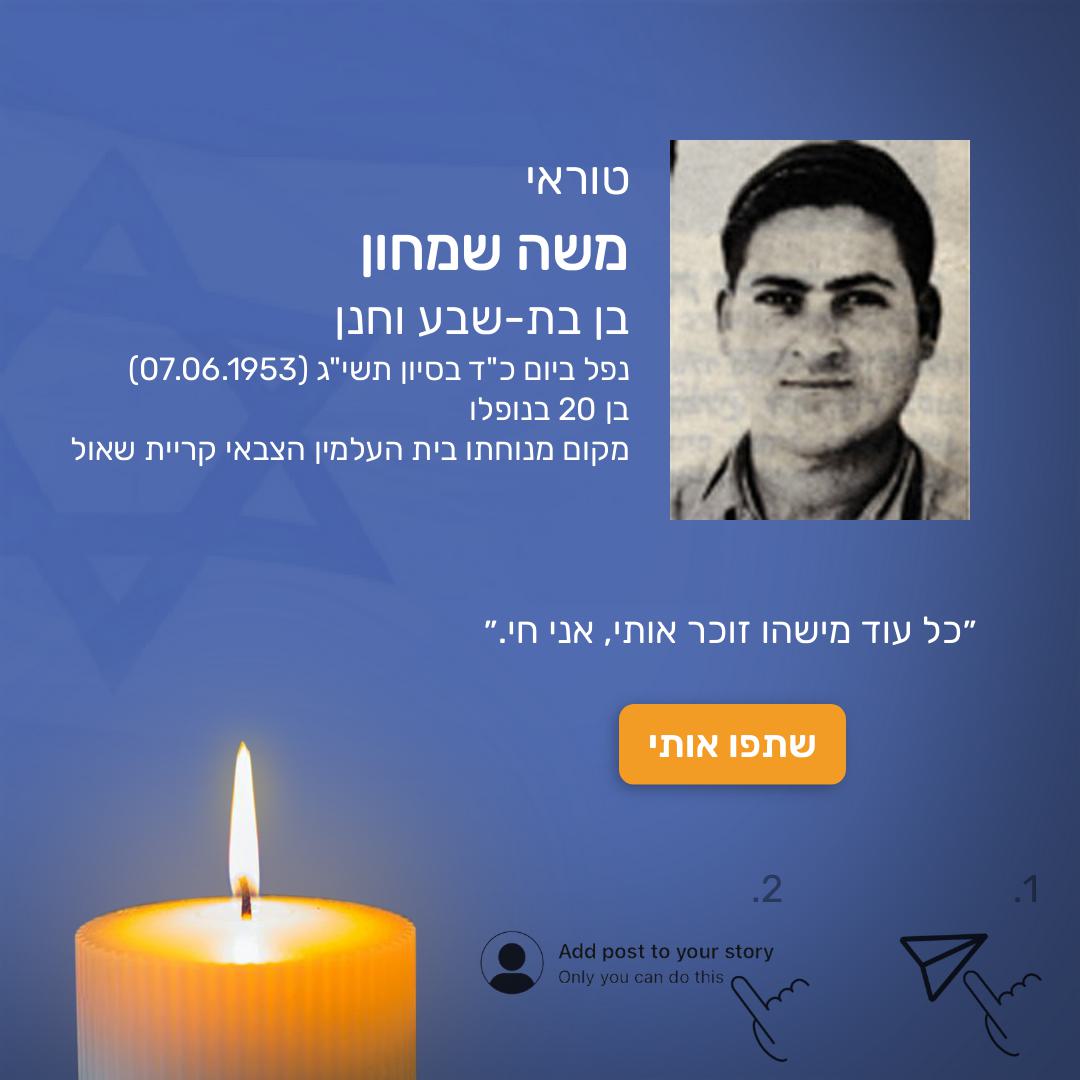 טוראי
משה שמחון
בן בת-שבע וחנן
נפל ביום כ"ד בסיון תשי"ג (07.06.1953)
בן 20 בנופלו
מקום מנוחתו בית העלמין הצבאי קריית שאול
״כל עוד מישהו זוכר אותי, אני חי.״
שתפו אותי
.1
.2
Add post to your story
Only you can do this